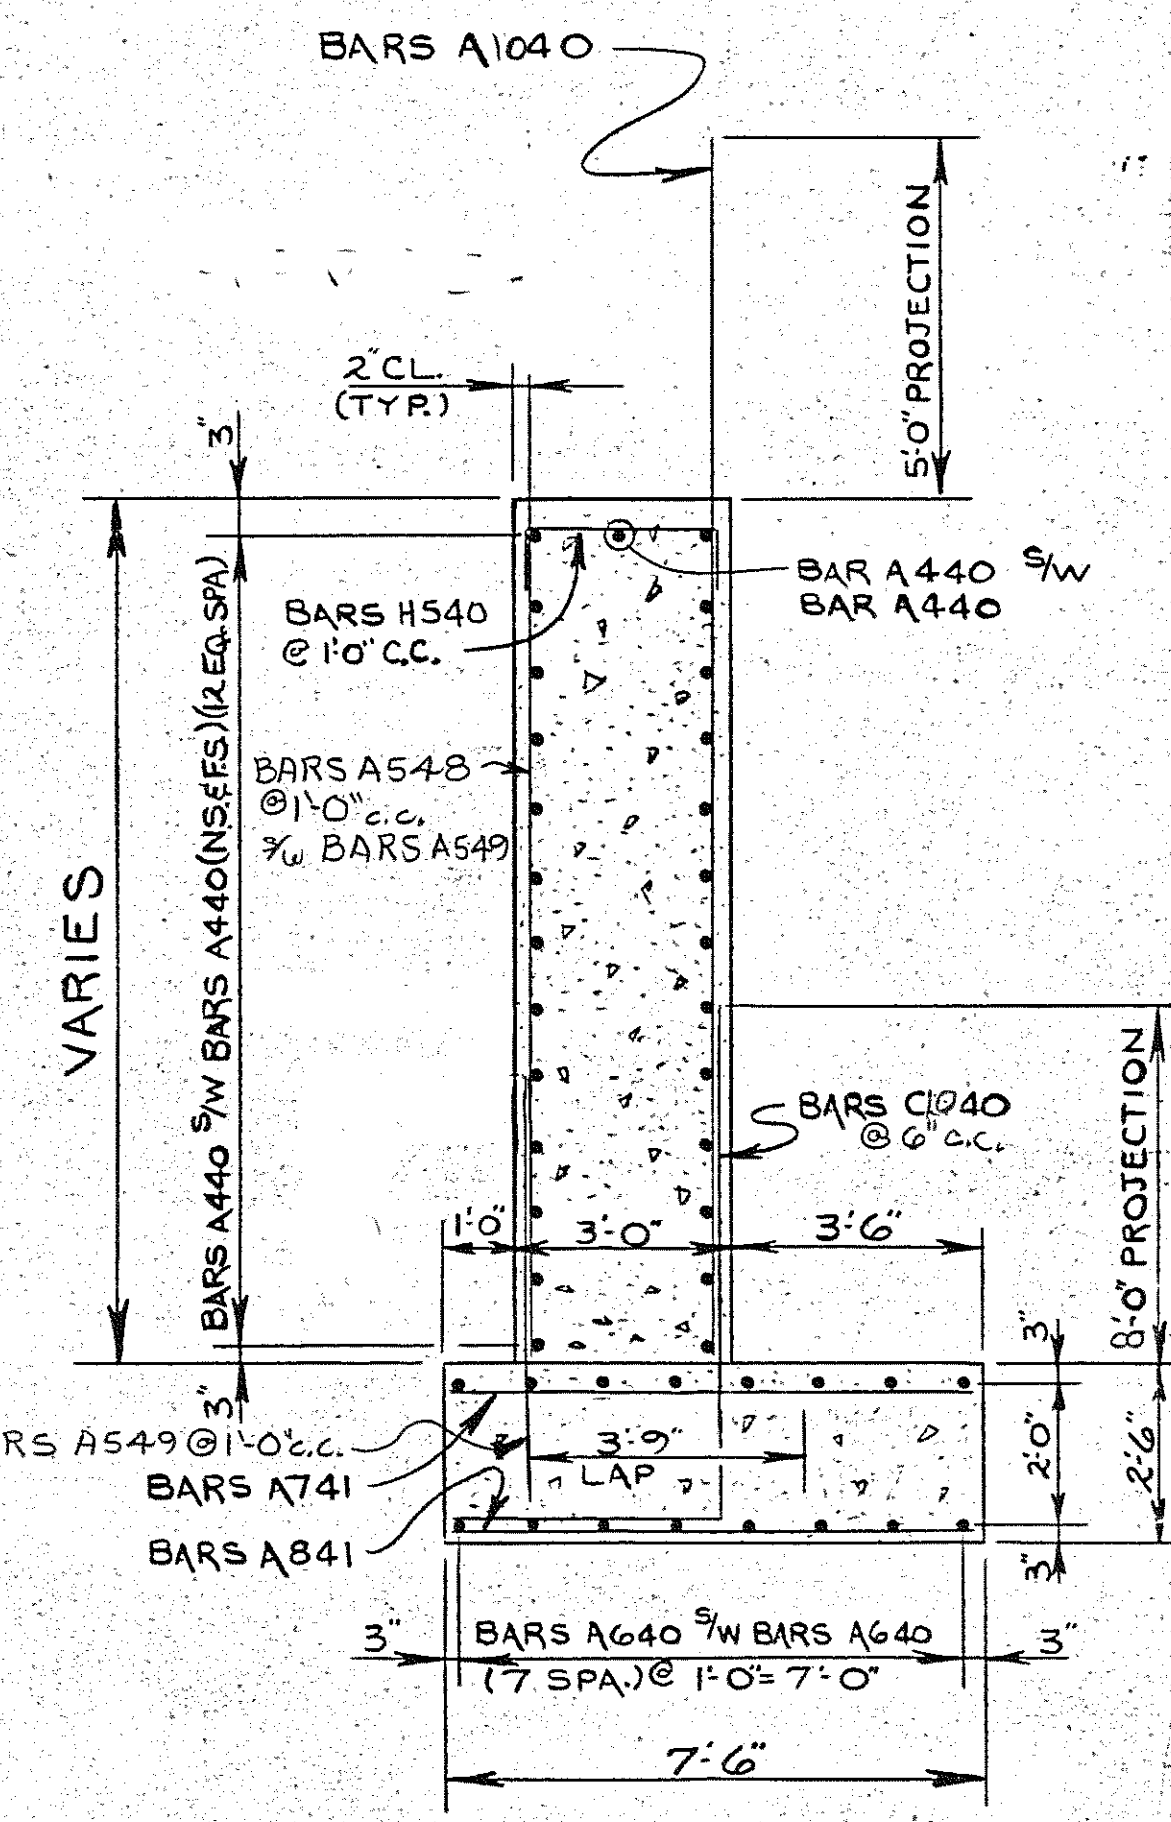 BARS A1040
5'-0" PROJECTION
2" CL.
(TYP.)
3"
BAR A440 S/W
BAR A440
BARS H540
@ 1'-0" C.C.
BARS A548
@ 1'-0" c.c.
s/w BARS A549
VARIES
BARS A440 S/W BARS A440 (N.S. & F.S.) (12 EQ. SPA)
BARS C1040
@ 6" c.c.
8'-0" PROJECTION
1'-0"
3'-0"
3'-6"
3"
3"
RS A549 @ 1'-0" c.c.
3'-9"
LAP
2'-0"
2'-6"
BARS A741
BARS A841
3"
3"
BARS A640 S/W BARS A640
3"
(7 SPA.) @ 1'-0" = 7'-0"
7'-6"